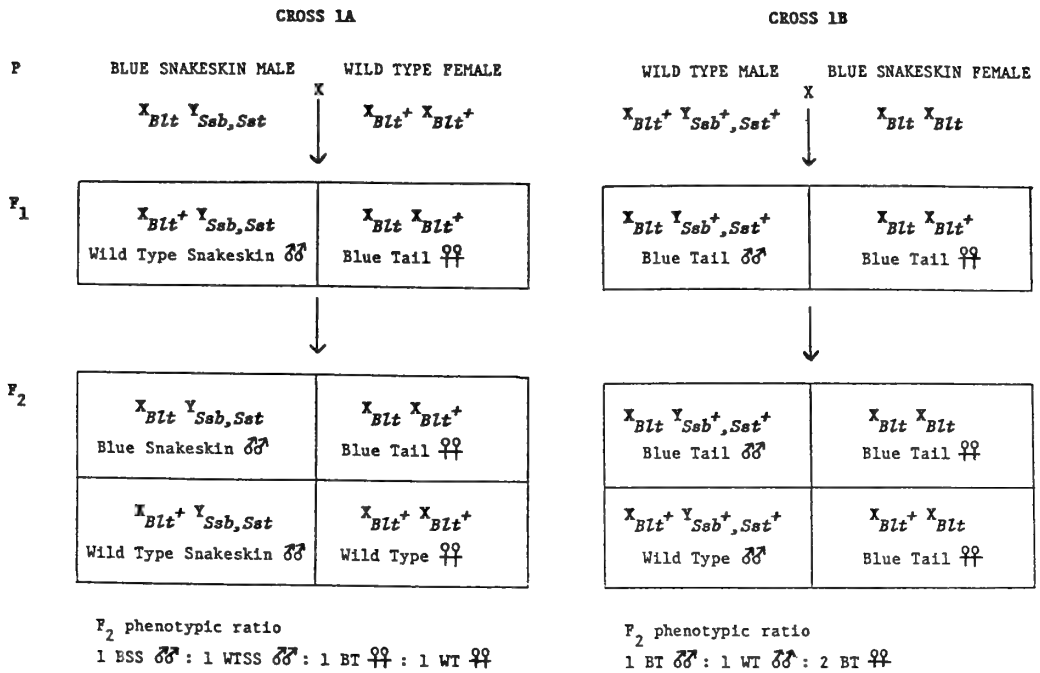 CROSS 1A
CROSS 1B
P
BLUE SNAKESKIN MALE X WILD TYPE FEMALE
X_Blt Y_Ssb,Sst X_Blt+ X_Blt+
WILD TYPE MALE X BLUE SNAKESKIN FEMALE
X_Blt+ Y_Ssb+,Sst+ X_Blt X_Blt
F1
X_Blt+ Y_Ssb,Sst X_Blt X_Blt+
Wild Type Snakeskin ♂♂ Blue Tail ♀♀
X_Blt Y_Ssb+,Sst+ X_Blt X_Blt+
Blue Tail ♂♂ Blue Tail ♀♀
F2
X_Blt Y_Ssb,Sst X_Blt X_Blt+
Blue Snakeskin ♂♂ Blue Tail ♀♀
X_Blt+ Y_Ssb,Sst X_Blt+ X_Blt+
Wild Type Snakeskin ♂♂ Wild Type ♀♀
X_Blt Y_Ssb+,Sst+ X_Blt X_Blt
Blue Tail ♂♂ Blue Tail ♀♀
X_Blt+ Y_Ssb+,Sst+ X_Blt+ X_Blt
Wild Type ♂♂ Blue Tail ♀♀
F2 phenotypic ratio
1 BSS ♂♂ : 1 WTSS ♂♂ : 1 BT ♀♀ : 1 WT ♀♀
F2 phenotypic ratio
1 BT ♂♂ : 1 WT ♂♂ : 2 BT ♀♀